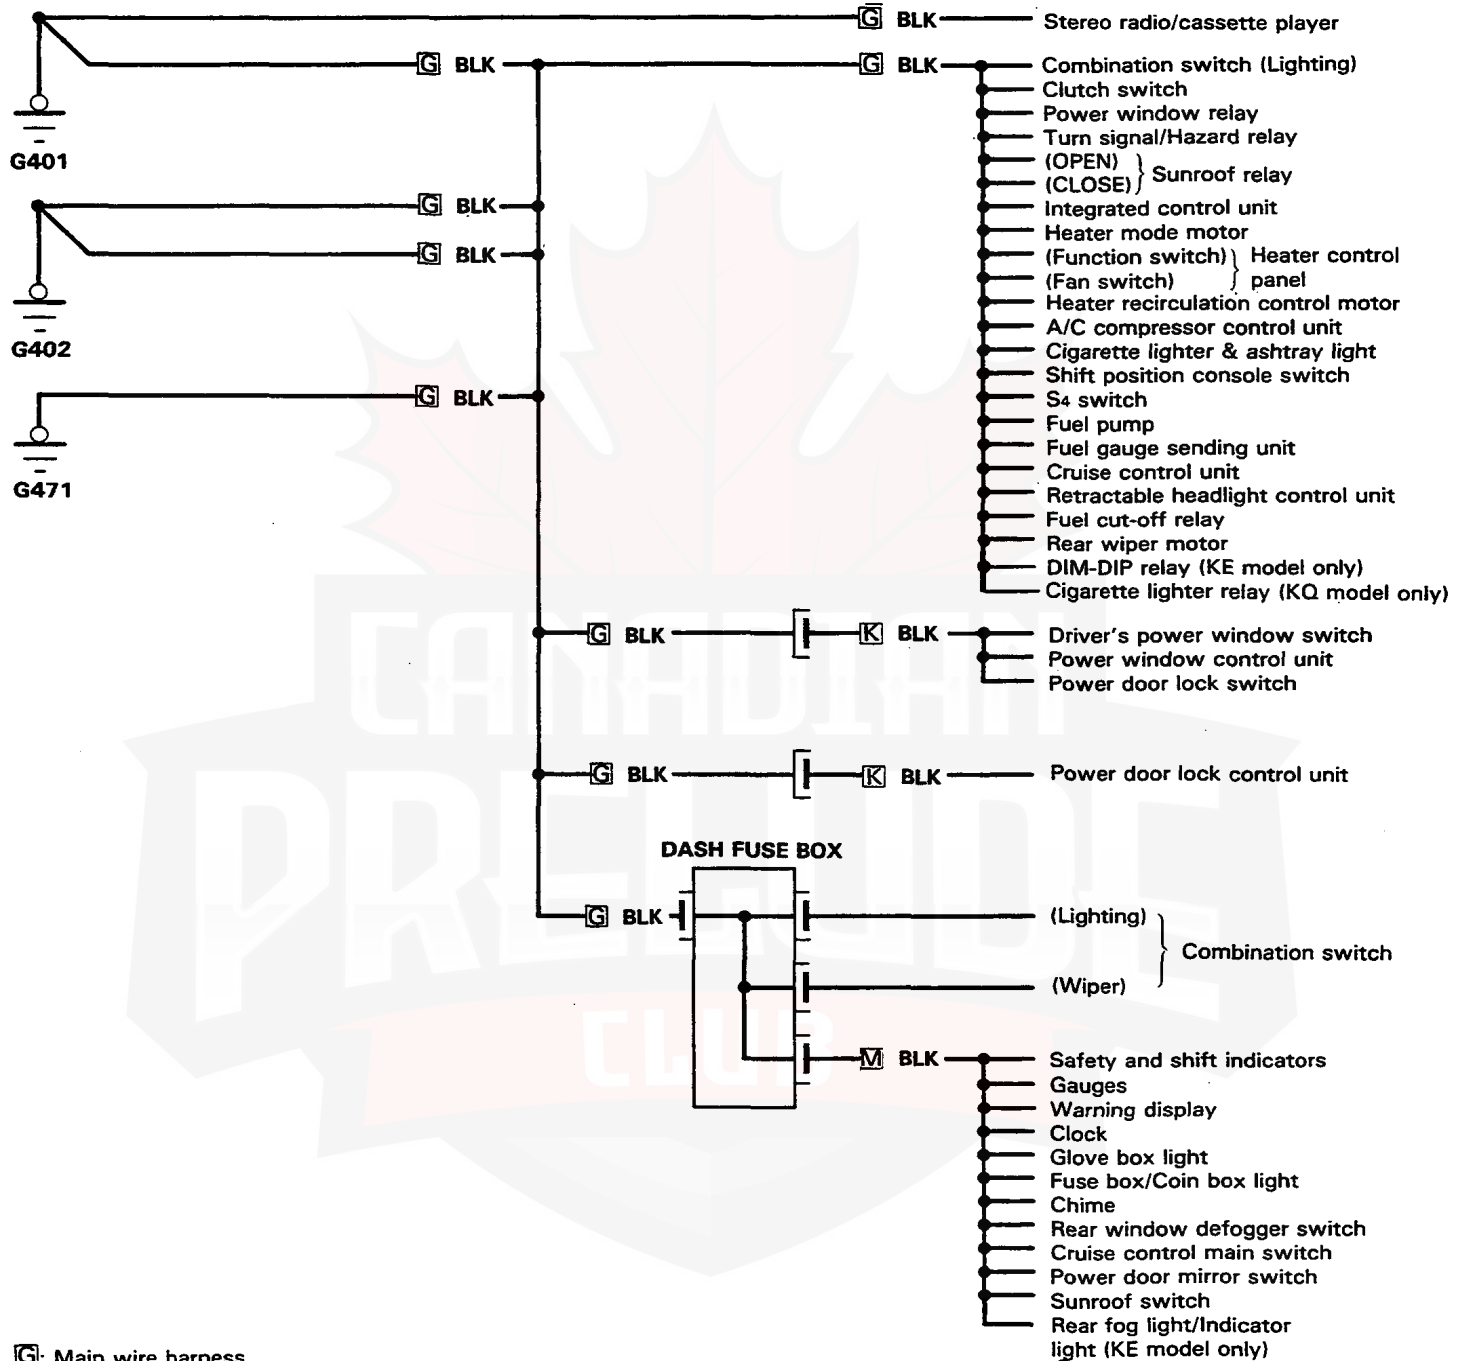 G BLK Stereo radio/cassette player
G BLK G BLK Combination switch (Lighting)
Clutch switch
Power window relay
Turn signal/Hazard relay
G401
(OPEN)
(CLOSE) Sunroof relay
G BLK Integrated control unit
Heater mode motor
G BLK (Function switch) Heater control
(Fan switch) panel
Heater recirculation control motor
A/C compressor control unit
G402
Cigarette lighter & ashtray light
Shift position console switch
G BLK S4 switch
Fuel pump
Fuel gauge sending unit
Cruise control unit
G471
Retractable headlight control unit
Fuel cut-off relay
Rear wiper motor
DIM-DIP relay (KE model only)
Cigarette lighter relay (KQ model only)
G BLK K BLK Driver's power window switch
Power window control unit
Power door lock switch
CANADIAN
G BLK K BLK Power door lock control unit
PRELUDE
DASH FUSE BOX
G BLK (Lighting)
Combination switch
(Wiper)
CLUB
M BLK Safety and shift indicators
Gauges
Warning display
Clock
Glove box light
Fuse box/Coin box light
Chime
Rear window defogger switch
Cruise control main switch
Power door mirror switch
Sunroof switch
Rear fog light/Indicator
light (KE model only)
G: Main wire harness